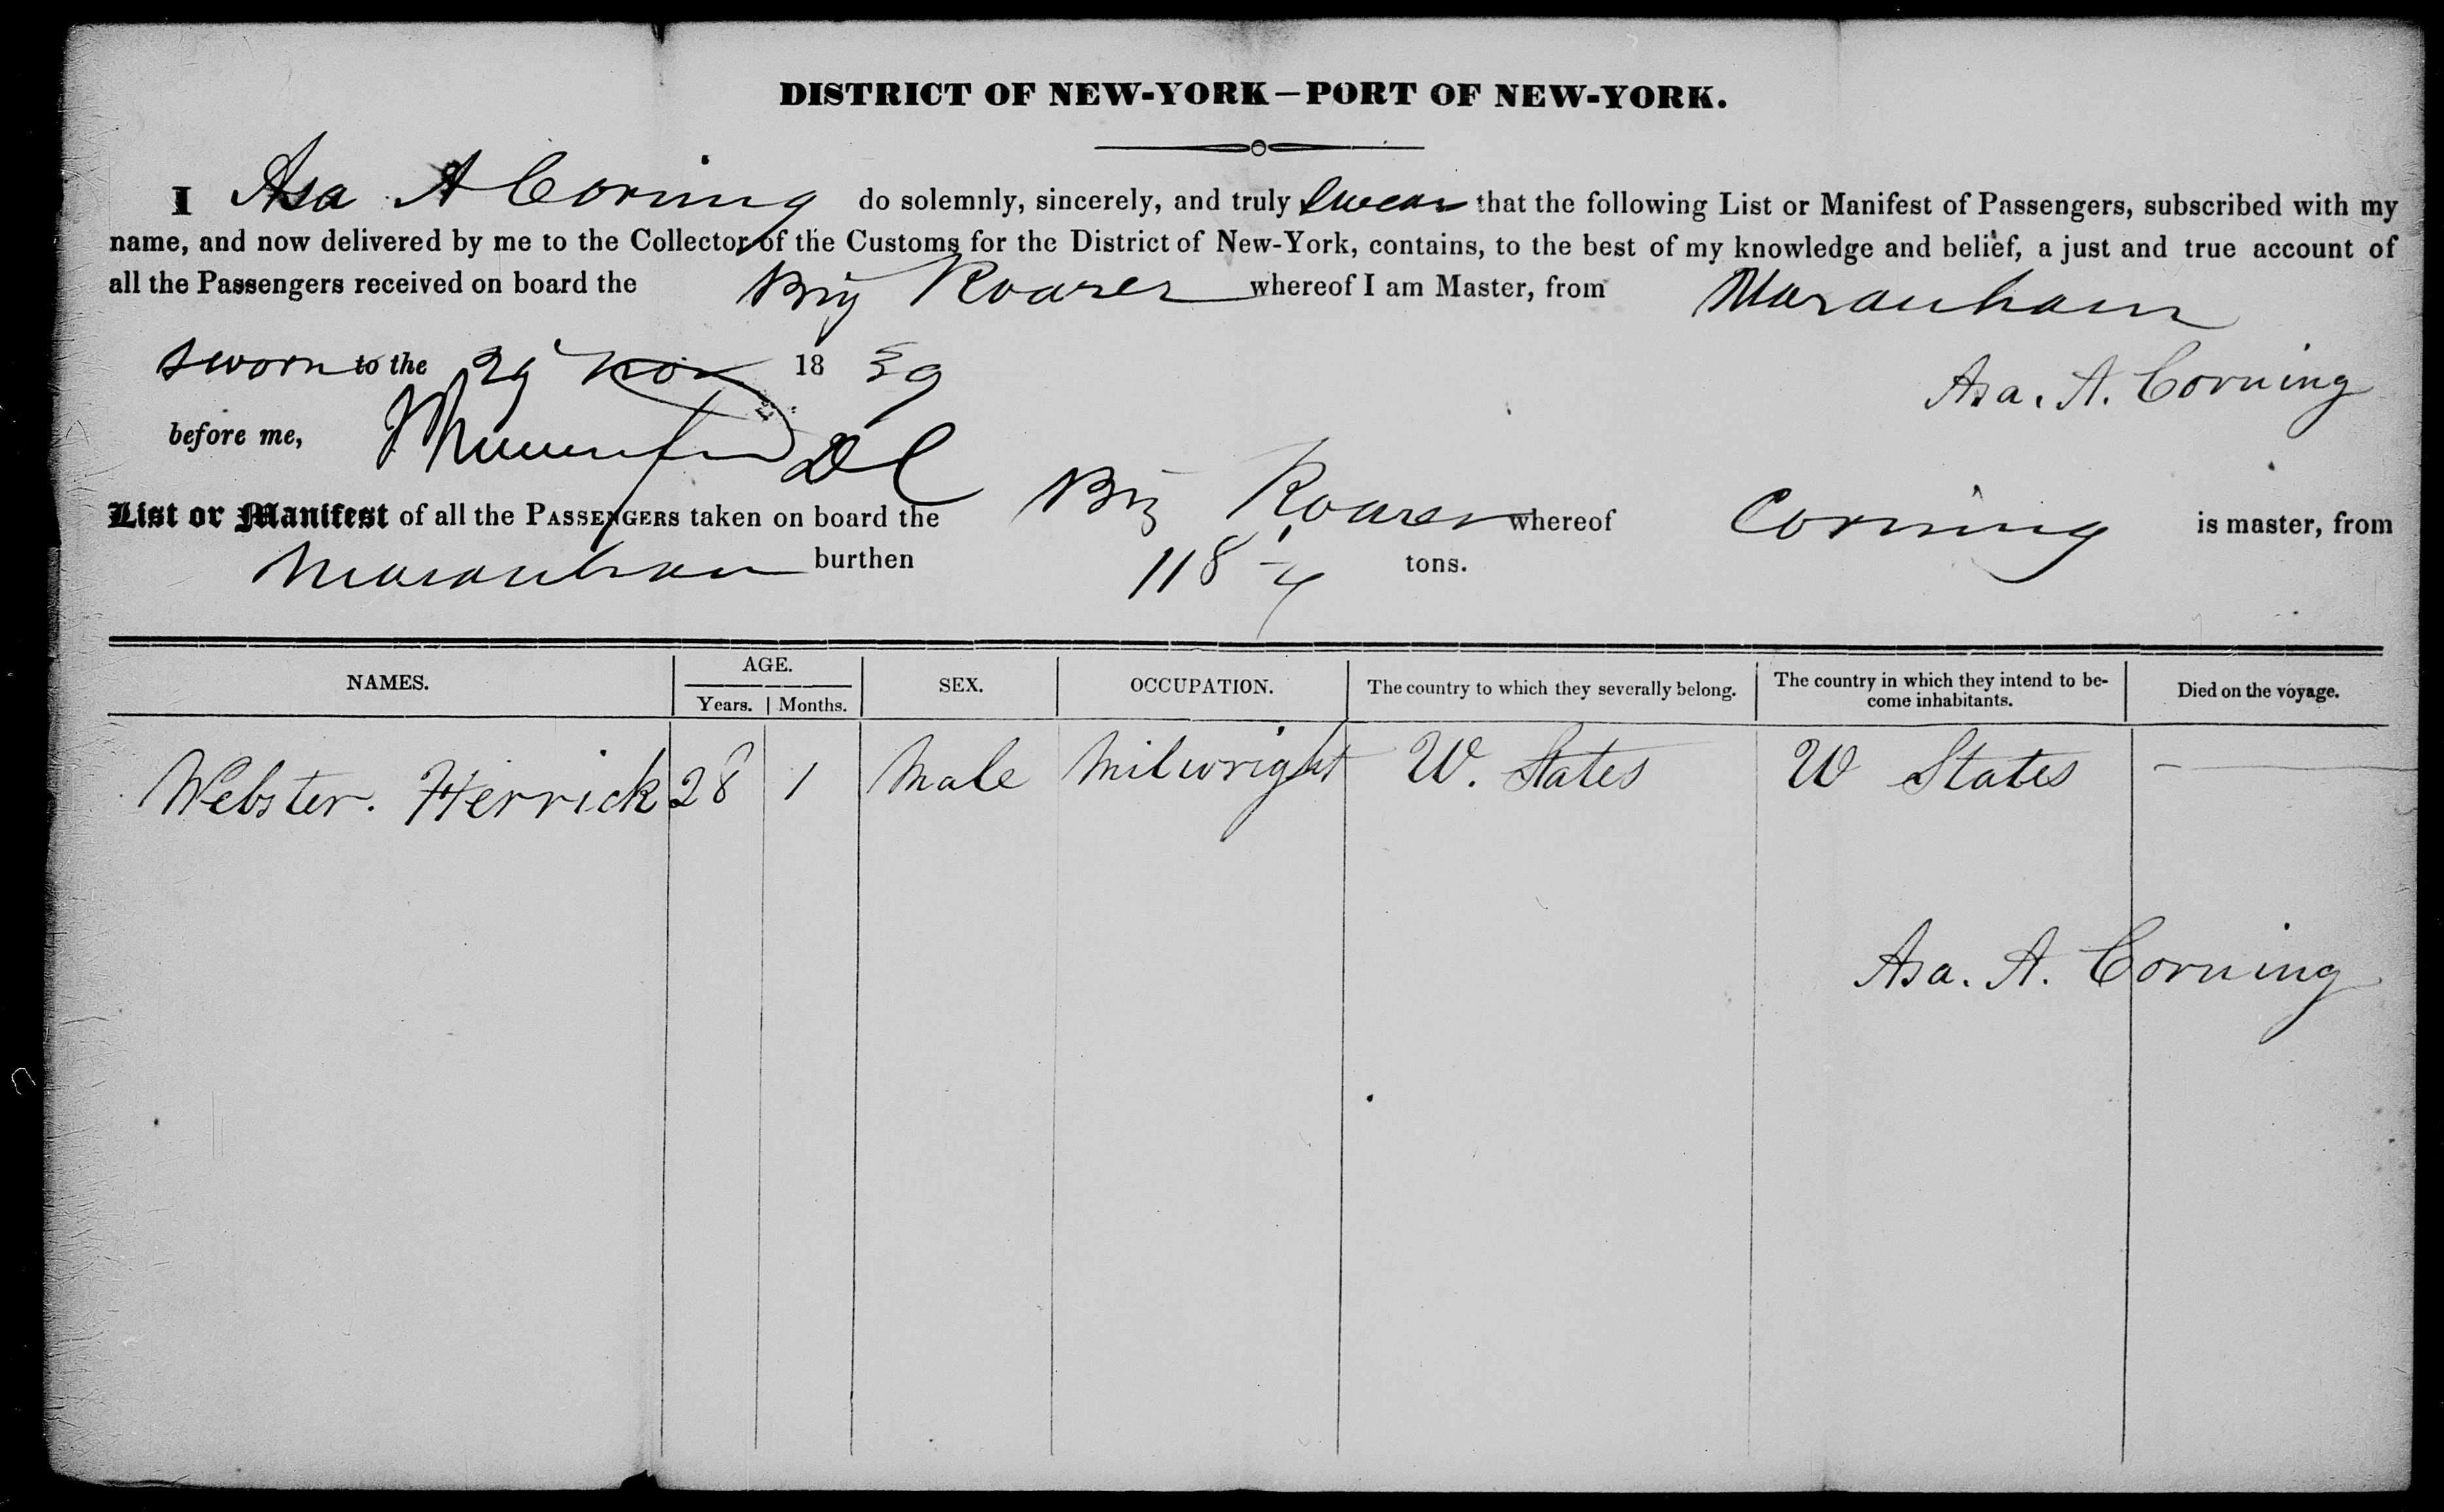 DISTRICT OF NEW-YORK—PORT OF NEW-YORK.
I Asa A Corning do solemnly, sincerely, and truly swear that the following List or Manifest of Passengers, subscribed with my
name, and now delivered by me to the Collector of the Customs for the District of New-York, contains, to the best of my knowledge and belief, a just and true account of
all the Passengers received on board the Brig Roarer whereof I am Master, from Maranham
Sworn to the 29 Nov 1839
Asa. A. Corning
before me, DC
List or Manifest of all the PASSENGERS taken on board the Brig Roarer whereof Corning is master, from
Maranham burthen 118 tons.
NAMES. AGE. Years. Months. SEX. OCCUPATION. The country to which they severally belong. The country in which they intend to be-
come inhabitants. Died on the voyage.
Webster. Herrick 28 1 Male Milwright U. States U States —
Asa. A. Corning